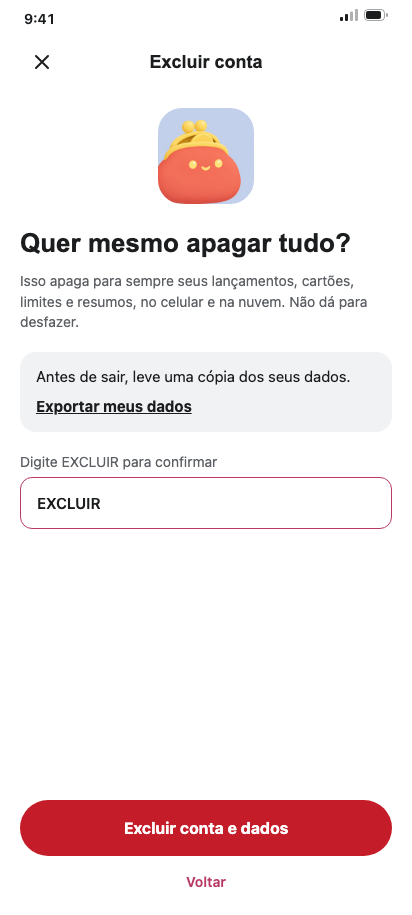 9:41
Excluir conta
Quer mesmo apagar tudo?
Isso apaga para sempre seus lançamentos, cartões,
limites e resumos, no celular e na nuvem. Não dá para
desfazer.
Antes de sair, leve uma cópia dos seus dados.
Exportar meus dados
Digite EXCLUIR para confirmar
EXCLUIR
Excluir conta e dados
Voltar